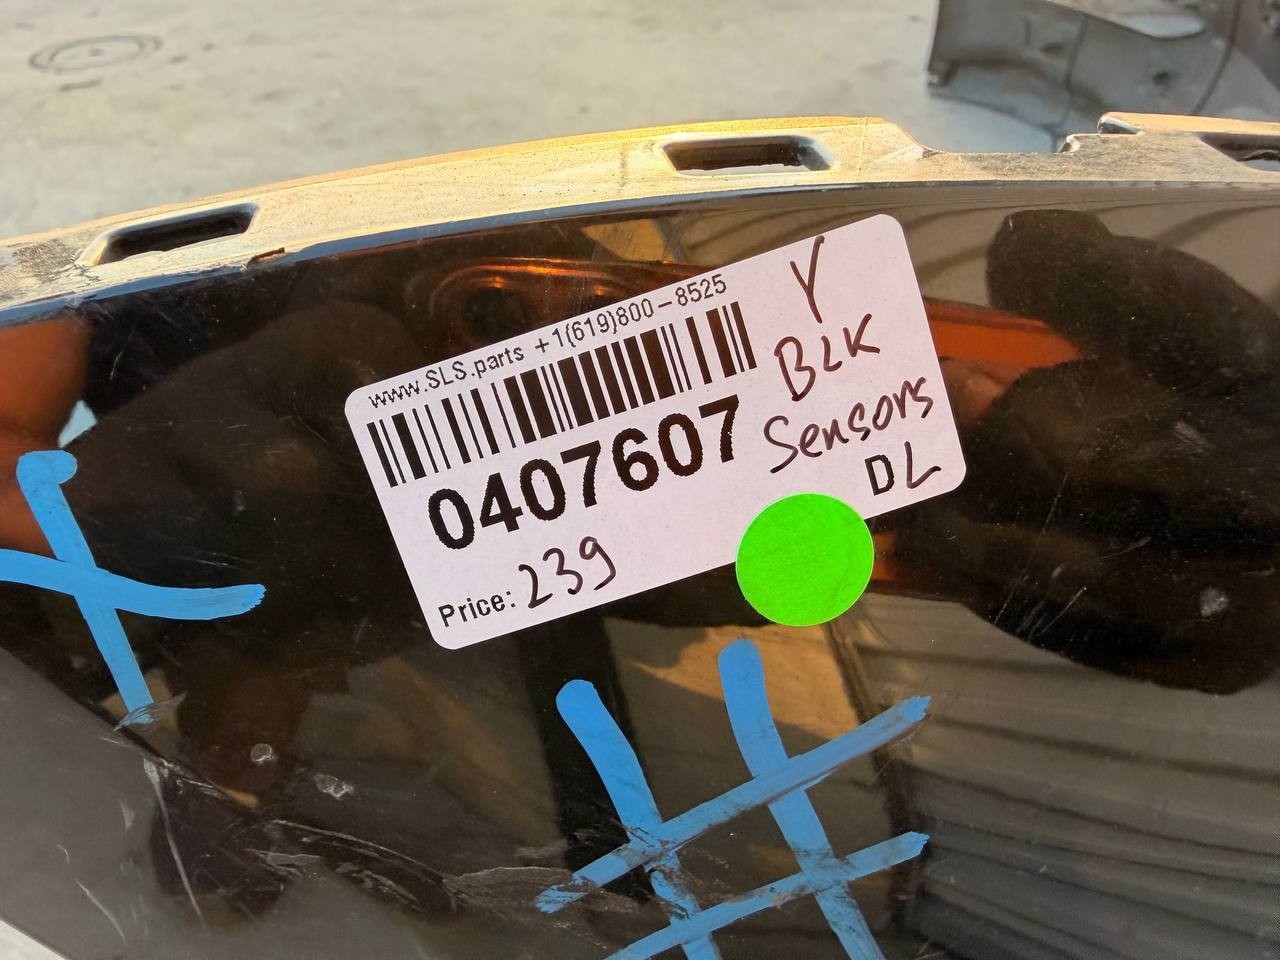 www.SLS.parts +1(619)800-8525
0407607
Price: 239
Y
BLK
Sensors
DL